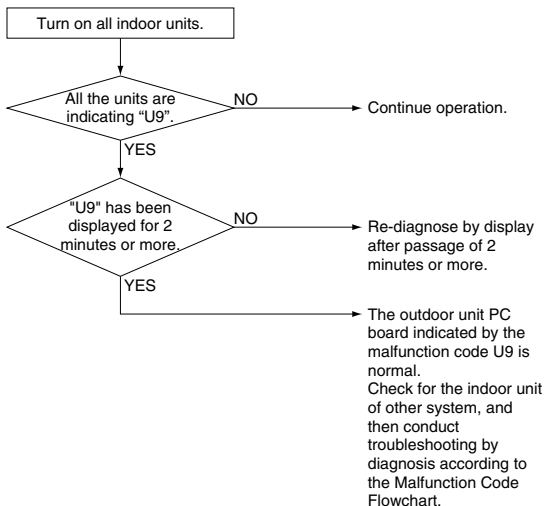 Turn on all indoor units.
All the units are
indicating “U9”.
NO
Continue operation.
YES
"U9" has been
displayed for 2
minutes or more.
NO
Re-diagnose by display
after passage of 2
minutes or more.
YES
The outdoor unit PC
board indicated by the
malfunction code U9 is
normal.
Check for the indoor unit
of other system, and
then conduct
troubleshooting by
diagnosis according to
the Malfunction Code
Flowchart.